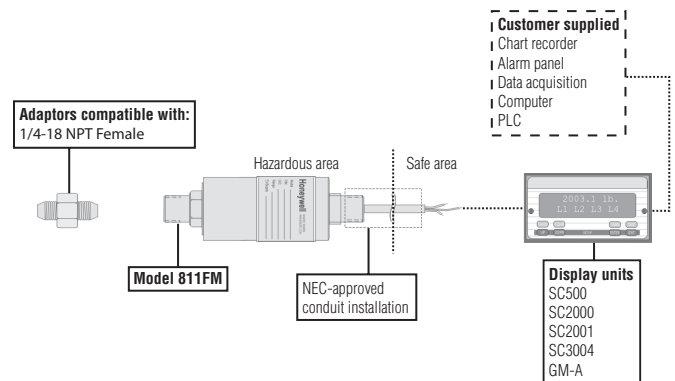 Customer supplied
Chart recorder
Alarm panel
Data acquisition
Computer
PLC
Adaptors compatible with:
1/4-18 NPT Female
Hazardous area
Safe area
Honeywell
2003.1 lb.
L1 L2 L3 L4
Model 811FM
NEC-approved
conduit installation
Display units
SC500
SC2000
SC2001
SC3004
GM-A